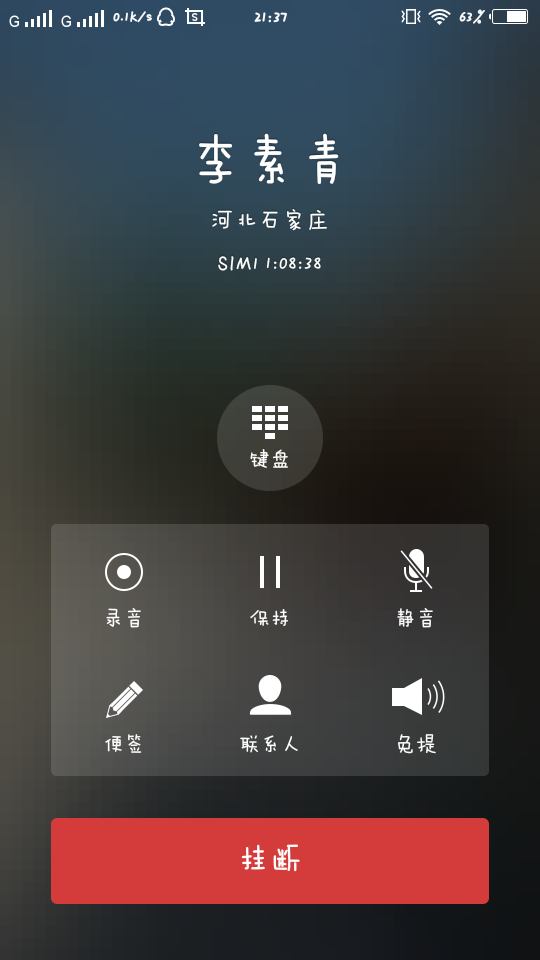 G G 0.1k/s 21:37 63%
李素青
河北石家庄
SIM1 1:08:38
键盘
录音 保持 静音
便签 联系人 免提
挂断